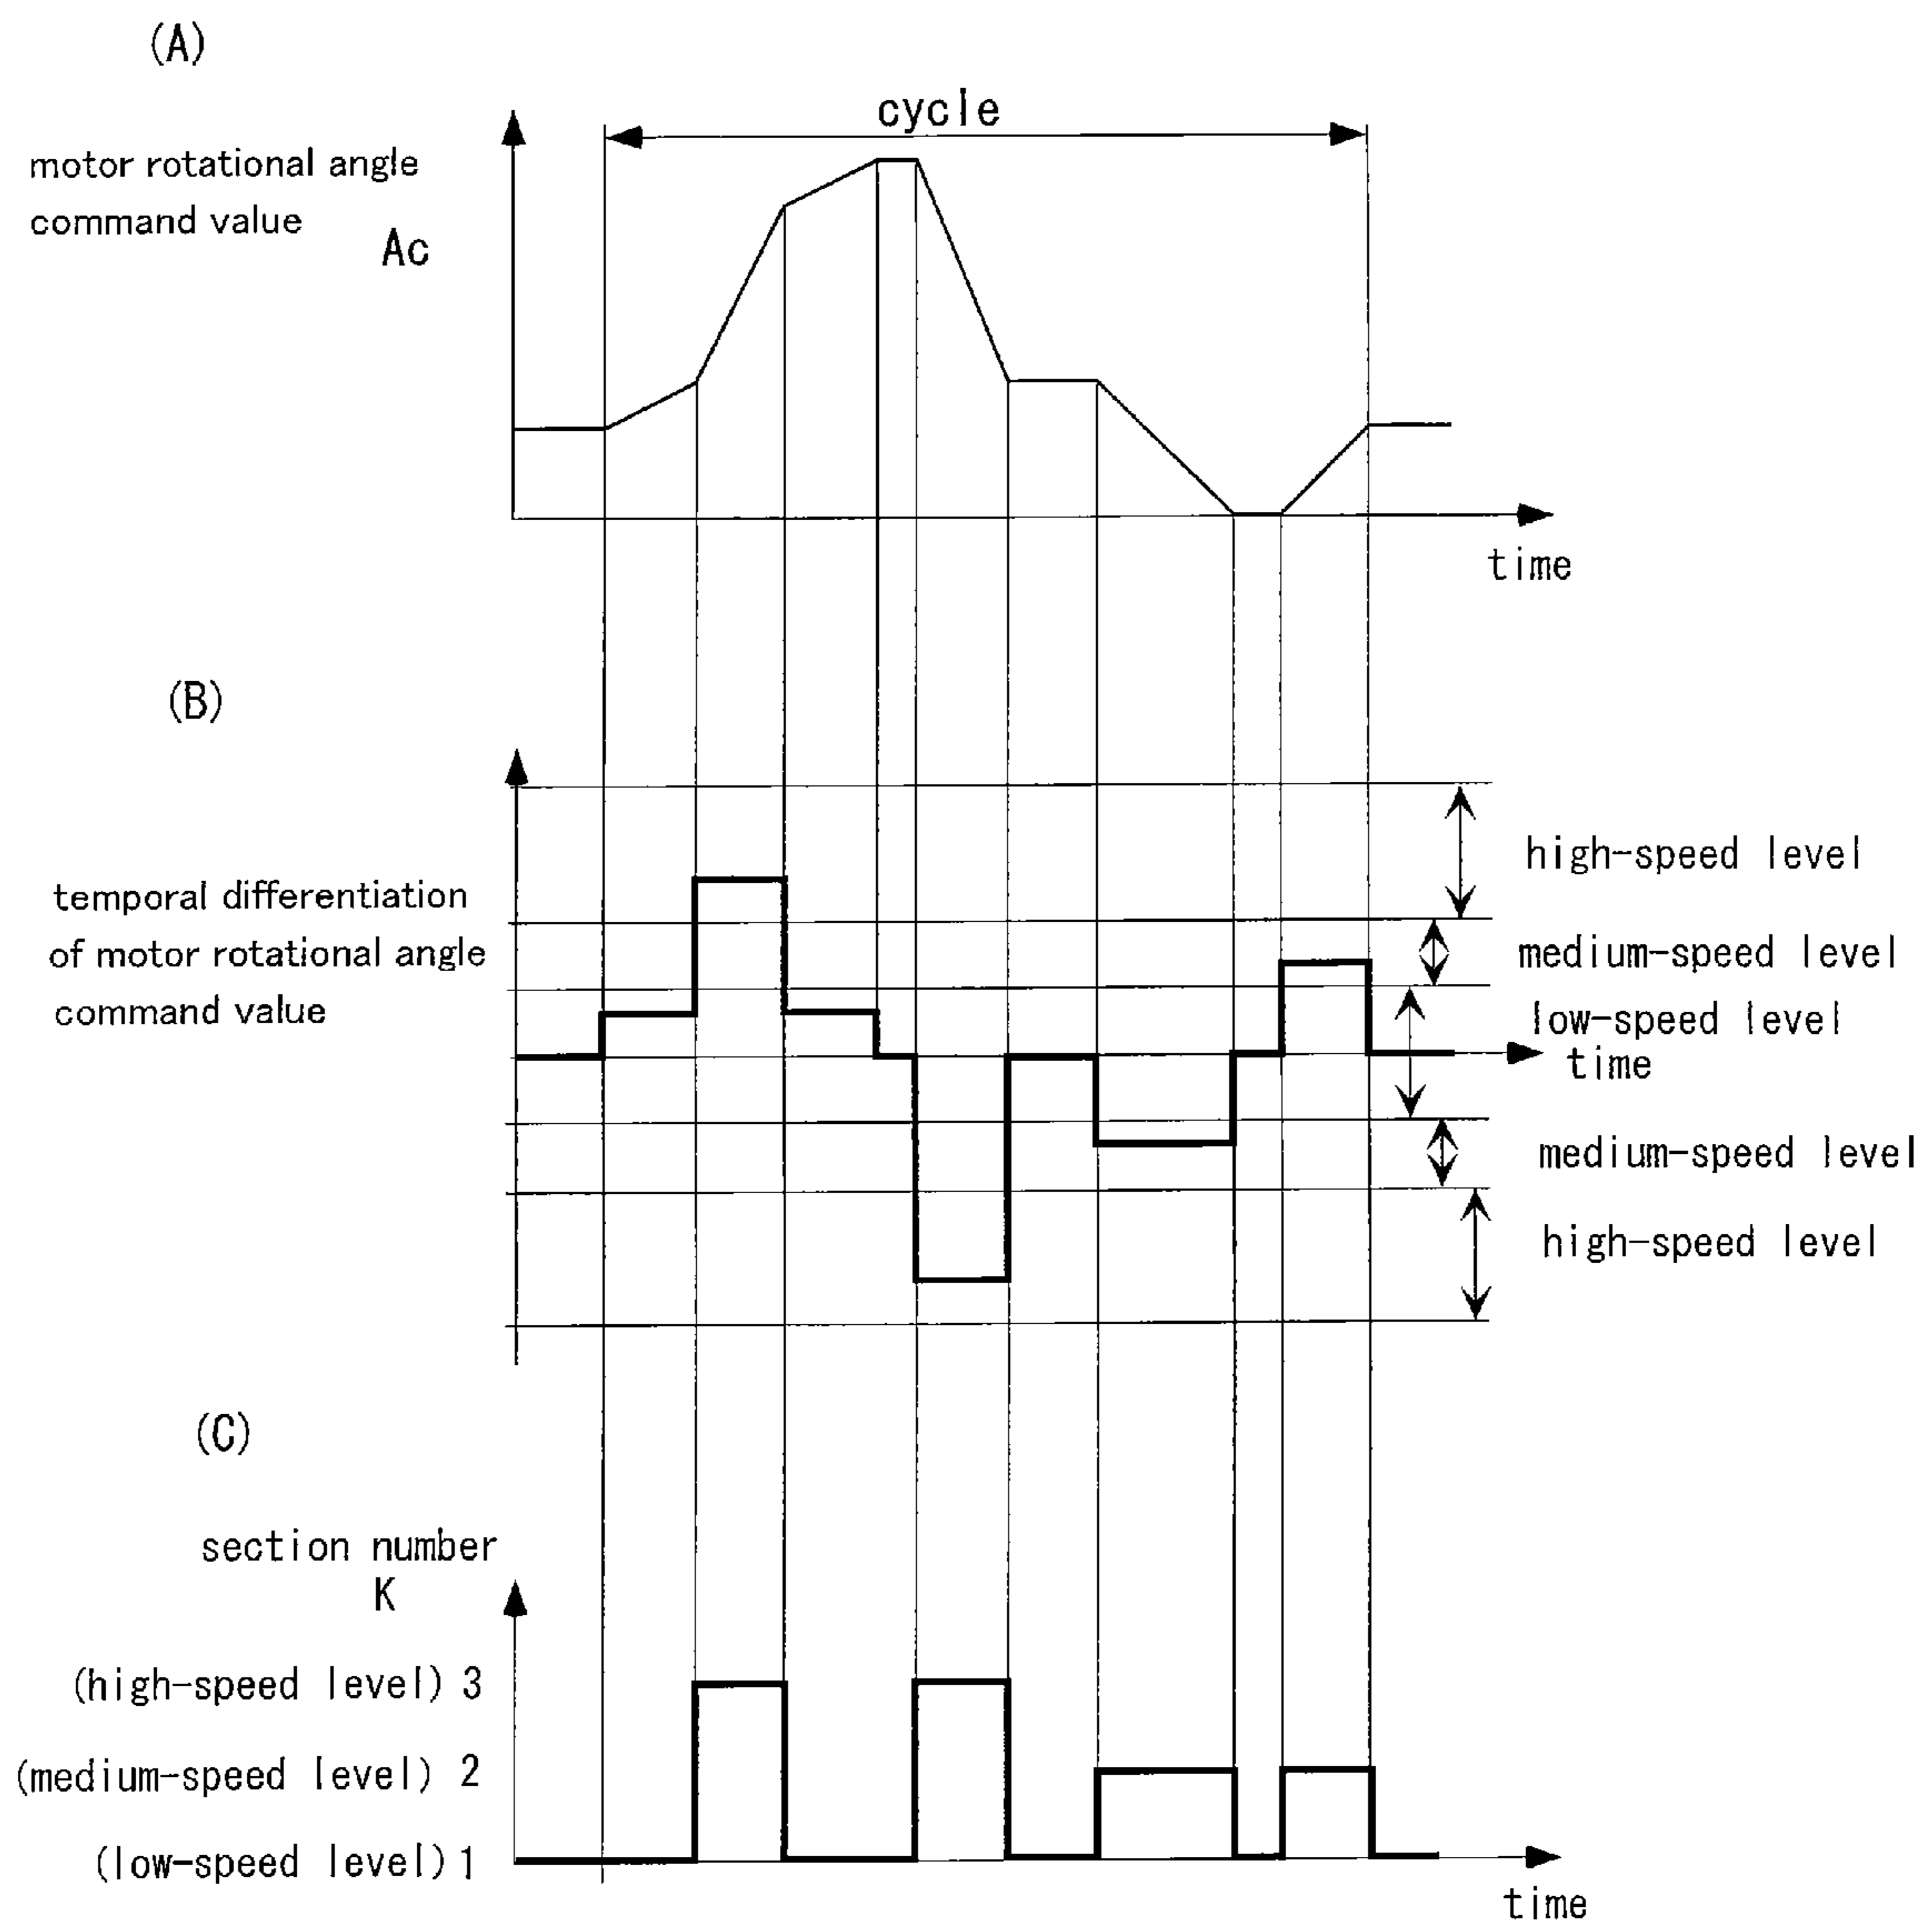 (A)
cycle
motor rotational angle
command value
Ac
time
(B)
high-speed level
temporal differentiation
of motor rotational angle
command value
medium-speed level
low-speed level
time
medium-speed level
high-speed level
(C)
section number
K
(high-speed level) 3
(medium-speed level) 2
(low-speed level) 1
time